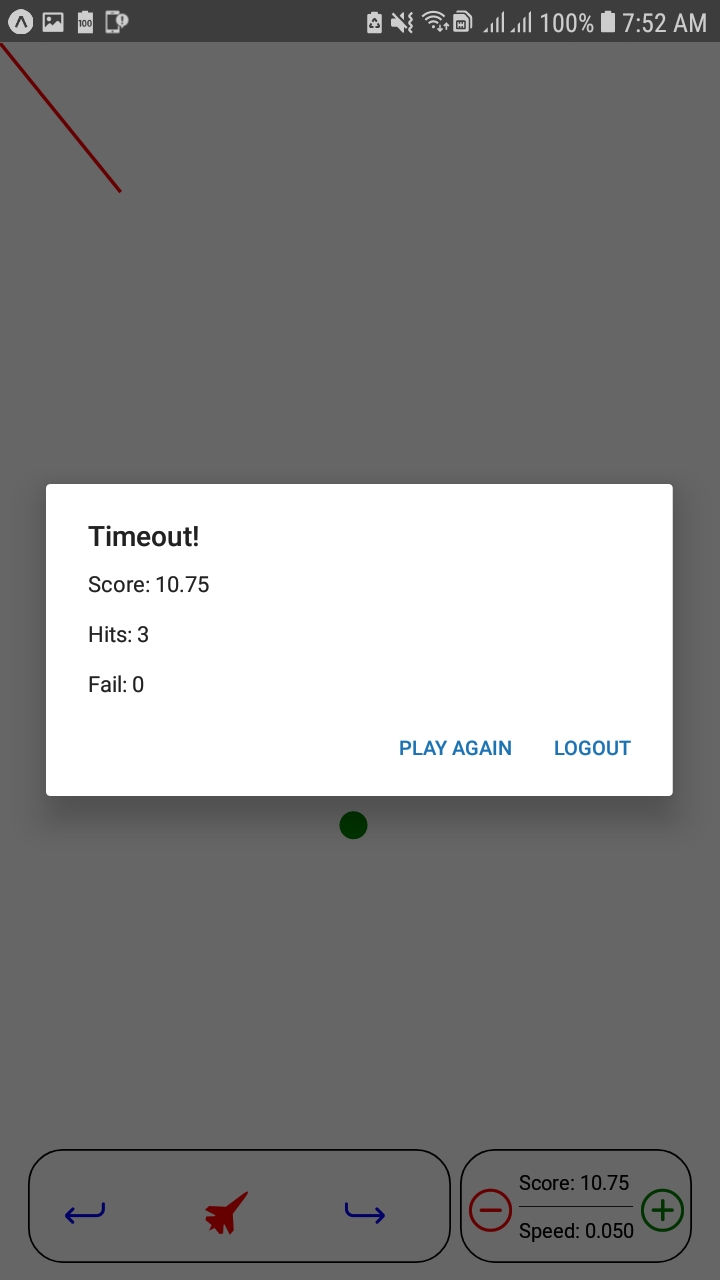 100% 7:52 AM
Timeout!
Score: 10.75
Hits: 3
Fail: 0
PLAY AGAIN LOGOUT
Score: 10.75
Speed: 0.050